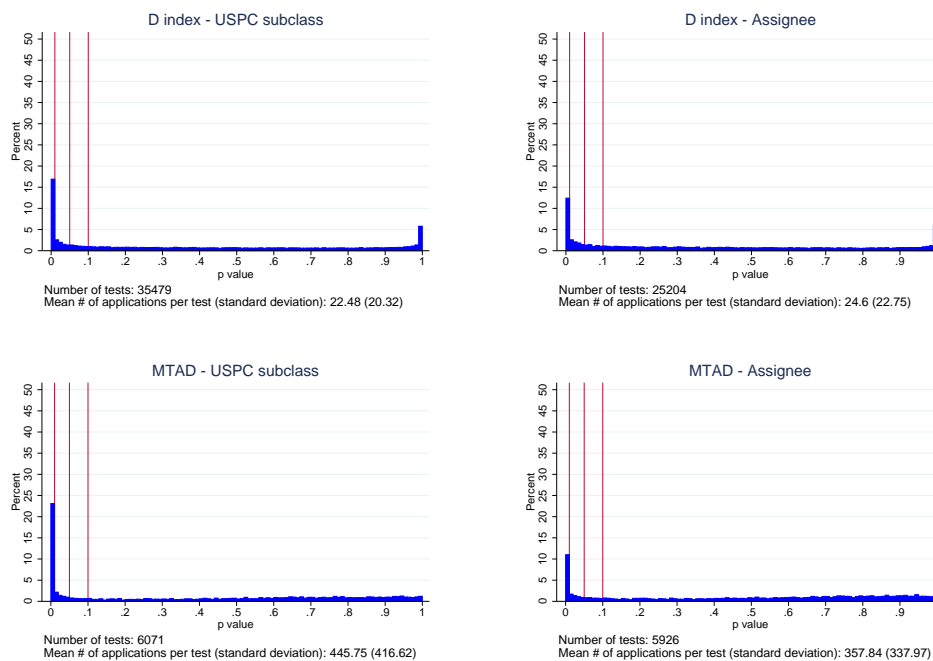 D index - USPC subclass
Percent
0 5 10 15 20 25 30 35 40 45 50
0 .1 .2 .3 .4 .5 .6 .7 .8 .9 1
p value
Number of tests: 35479
Mean # of applications per test (standard deviation): 22.48 (20.32)
D index - Assignee
Percent
0 5 10 15 20 25 30 35 40 45 50
0 .1 .2 .3 .4 .5 .6 .7 .8 .9
p value
Number of tests: 25204
Mean # of applications per test (standard deviation): 24.6 (22.75)
MTAD - USPC subclass
Percent
0 5 10 15 20 25 30 35 40 45 50
0 .1 .2 .3 .4 .5 .6 .7 .8 .9 1
p value
Number of tests: 6071
Mean # of applications per test (standard deviation): 445.75 (416.62)
MTAD - Assignee
Percent
0 5 10 15 20 25 30 35 40 45 50
0 .1 .2 .3 .4 .5 .6 .7 .8 .9
p value
Number of tests: 5926
Mean # of applications per test (standard deviation): 357.84 (337.97)